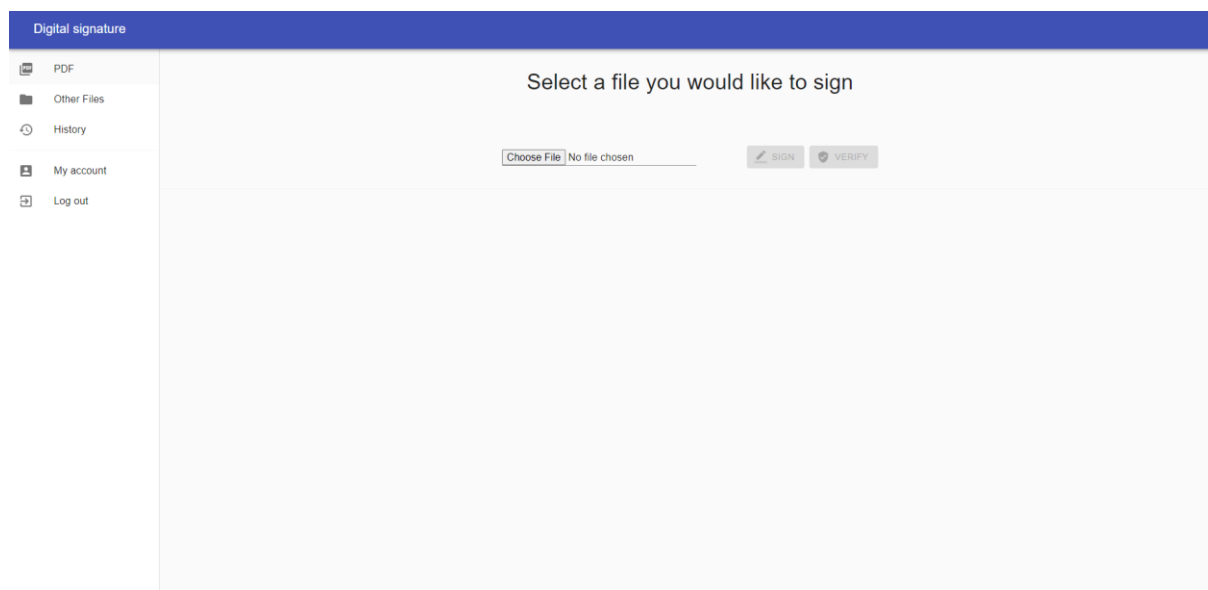 Digital signature
PDF
Other Files
History
My account
Log out
Select a file you would like to sign
Choose File No file chosen
SIGN
VERIFY